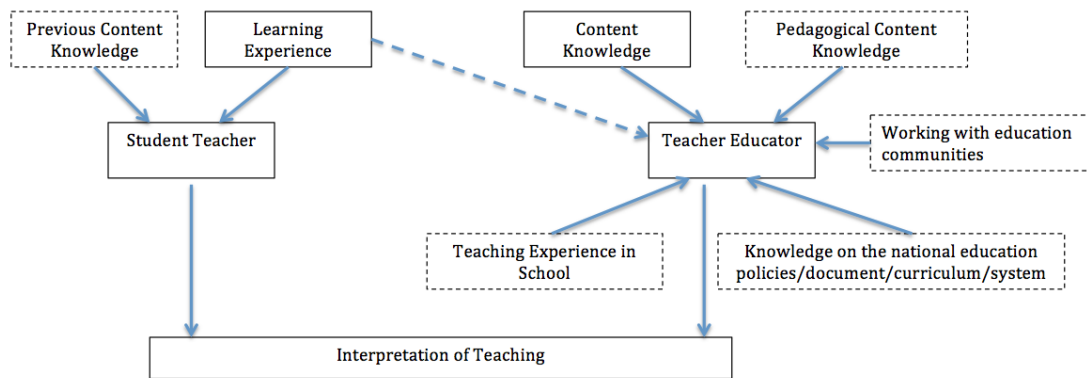 Previous Content
Knowledge
Learning
Experience
Content
Knowledge
Pedagogical Content
Knowledge
Student Teacher
Teacher Educator
Working with education
communities
Teaching Experience in
School
Knowledge on the national education
policies/document/curriculum/system
Interpretation of Teaching